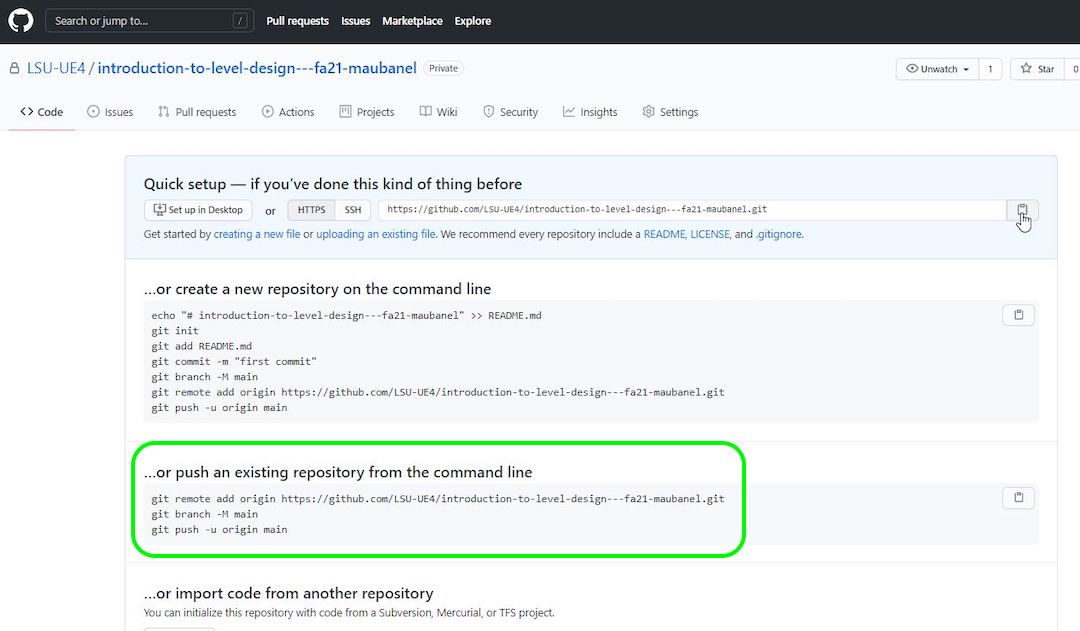 Search or jump to... / Pull requests Issues Marketplace Explore
LSU-UE4 / introduction-to-level-design---fa21-maubanel Private Unwatch 1 Star 0
Code Issues Pull requests Actions Projects Wiki Security Insights Settings
Quick setup — if you've done this kind of thing before
Set up in Desktop or HTTPS SSH https://github.com/LSU-UE4/introduction-to-level-design---fa21-maubanel.git
Get started by creating a new file or uploading an existing file. We recommend every repository include a README, LICENSE, and .gitignore.
...or create a new repository on the command line
echo "# introduction-to-level-design---fa21-maubanel" >> README.md
git init
git add README.md
git commit -m "first commit"
git branch -M main
git remote add origin https://github.com/LSU-UE4/introduction-to-level-design---fa21-maubanel.git
git push -u origin main
...or push an existing repository from the command line
git remote add origin https://github.com/LSU-UE4/introduction-to-level-design---fa21-maubanel.git
git branch -M main
git push -u origin main
...or import code from another repository
You can initialize this repository with code from a Subversion, Mercurial, or TFS project.